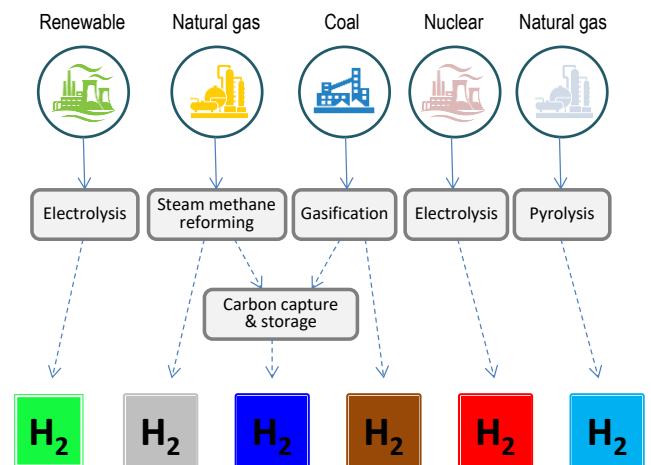 Renewable
Natural gas
Coal
Nuclear
Natural gas
Electrolysis
Steam methane
reforming
Gasification
Electrolysis
Pyrolysis
Carbon capture
& storage
H₂
H₂
H₂
H₂
H₂
H₂